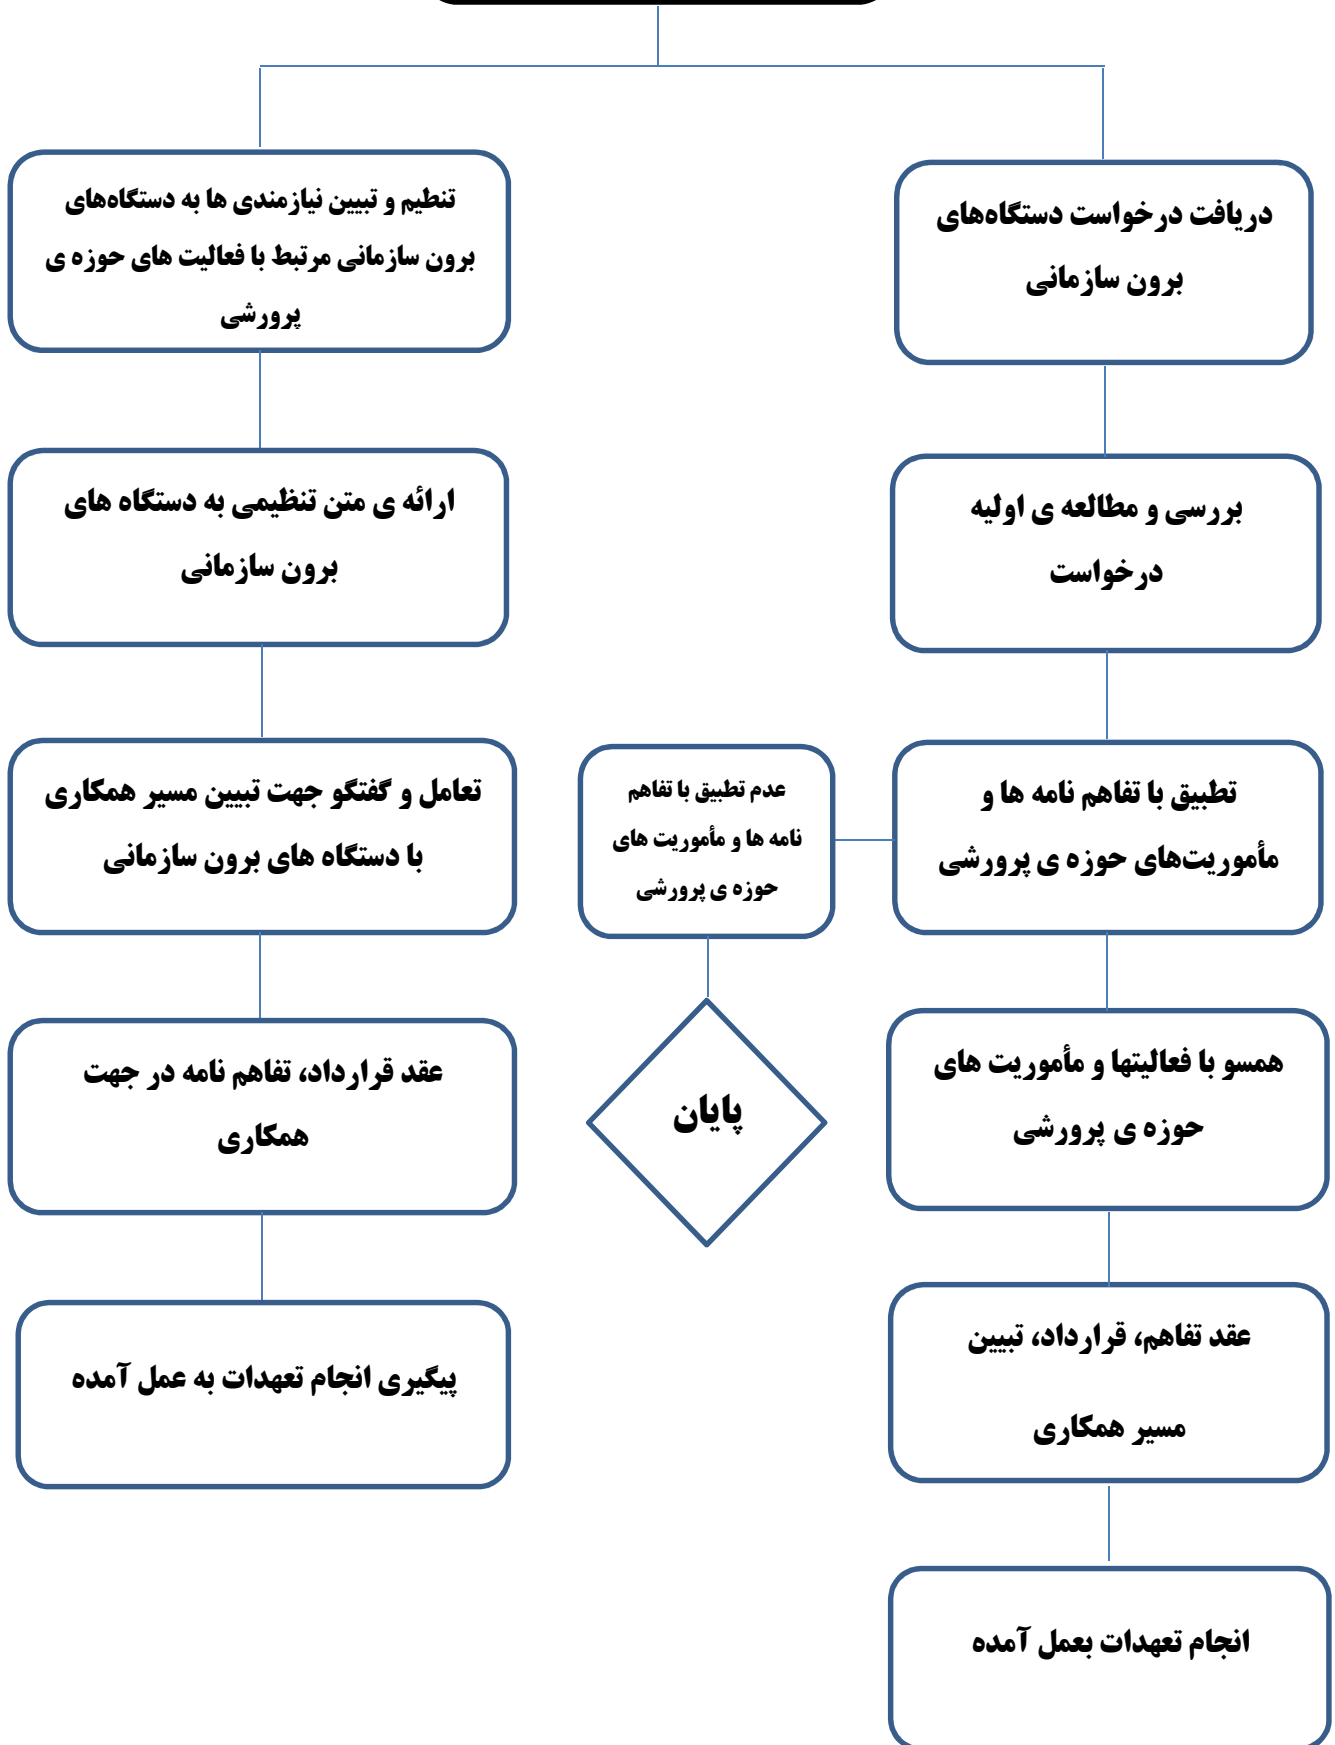 دریافت درخواست دستگاه‌های
برون سازمانی
بررسی و مطالعه ی اولیه
درخواست
تطبیق با تفاهم نامه ها و
مأموریت‌های حوزه ی پرورشی
همسو با فعالیتها و مأموریت های
حوزه ی پرورشی
عقد تفاهم، قرارداد، تبیین
مسیر همکاری
انجام تعهدات بعمل آمده
عدم تطبیق با تفاهم
نامه ها و مأموریت های
حوزه ی پرورشی
پایان
تنطیم و تبیین نیازمندی ها به دستگاه‌های
برون سازمانی مرتبط با فعالیت های حوزه ی
پرورشی
ارائه ی متن تنظیمی به دستگاه های
برون سازمانی
تعامل و گفتگو جهت تبیین مسیر همکاری
با دستگاه های برون سازمانی
عقد قرارداد، تفاهم نامه در جهت
همکاری
پیگیری انجام تعهدات به عمل آمده